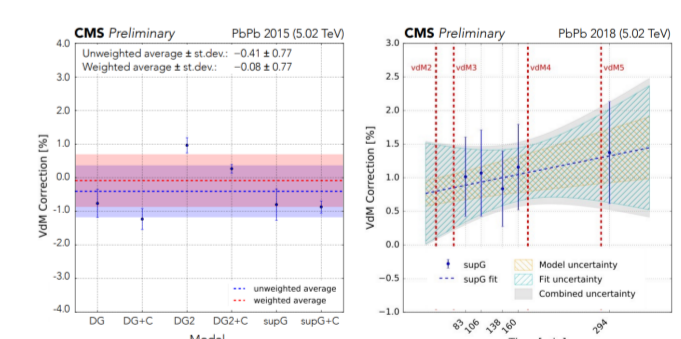 CMS Preliminary
PbPb 2015 (5.02 TeV)
Unweighted average ± st.dev.: −0.41 ± 0.77
Weighted average ± st.dev.: −0.08 ± 0.77
4.0
3.0
2.0
1.0
0.0
-1.0
-2.0
-3.0
-4.0
VdM Correction [%]
unweighted average
weighted average
DG DG+C DG2 DG2+C supG supG+C
CMS Preliminary
PbPb 2018 (5.02 TeV)
3.0
2.5
2.0
1.5
1.0
0.5
0.0
−0.5
−1.0
VdM Correction [%]
vdM2 vdM3 vdM4 vdM5
supG
supG fit
Model uncertainty
Fit uncertainty
Combined uncertainty
83 106 138 160 294